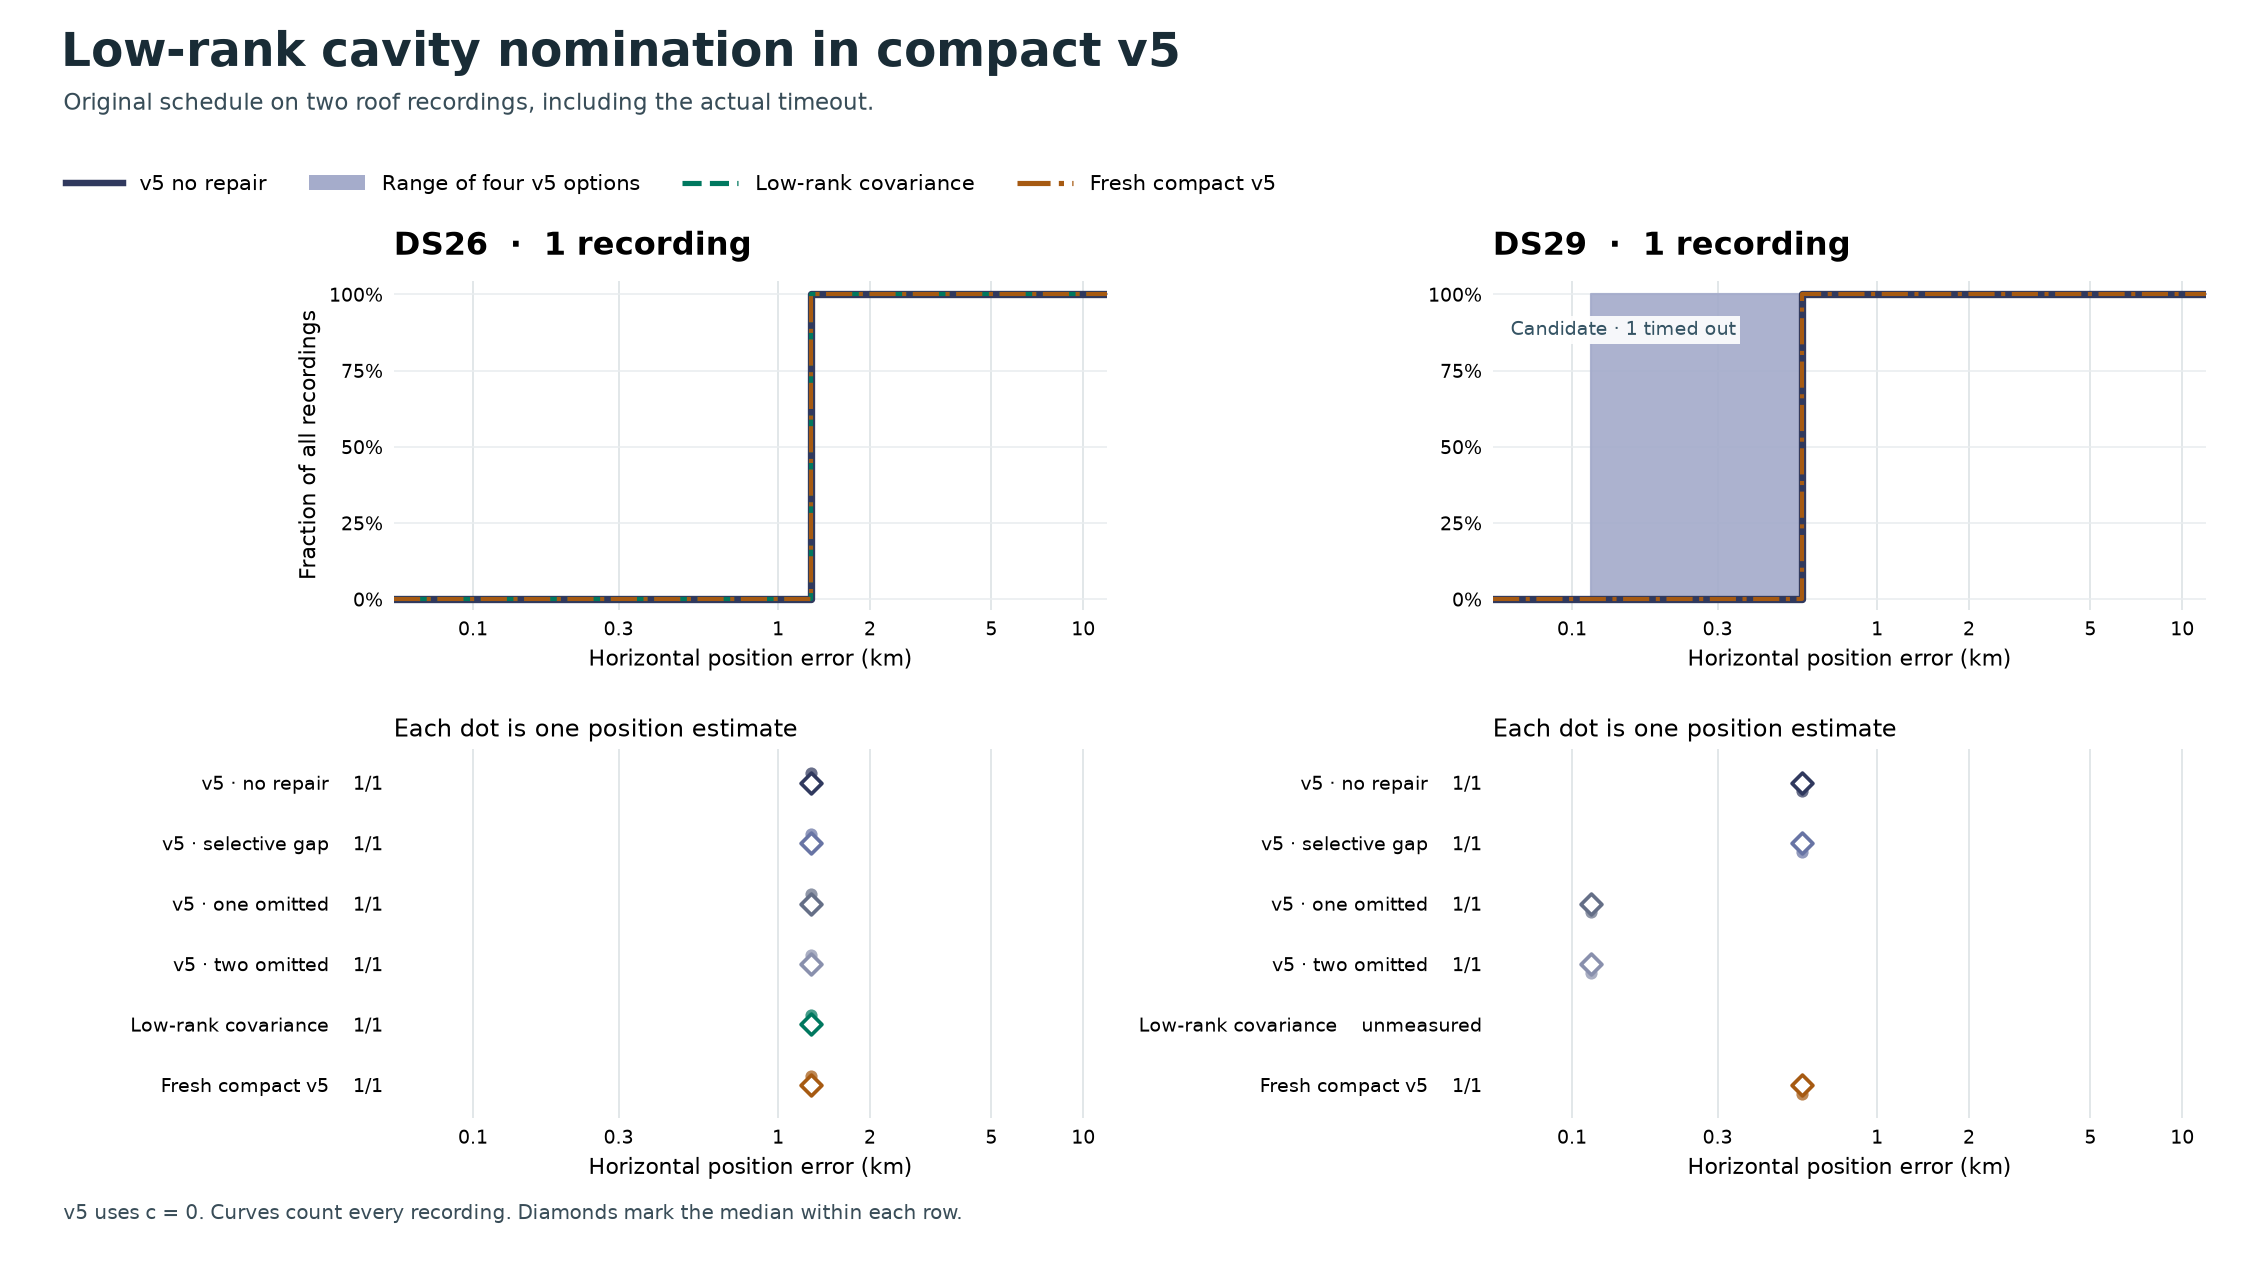 Low-rank cavity nomination in compact v5
Original schedule on two roof recordings, including the actual timeout.
v5 no repair
Range of four v5 options
Low-rank covariance
Fresh compact v5
DS26 · 1 recording
Fraction of all recordings
100%
75%
50%
25%
0%
0.1 0.3 1 2 5 10
Horizontal position error (km)
DS29 · 1 recording
100%
75%
50%
25%
0%
Candidate · 1 timed out
0.1 0.3 1 2 5 10
Horizontal position error (km)
Each dot is one position estimate
v5 · no repair 1/1
v5 · selective gap 1/1
v5 · one omitted 1/1
v5 · two omitted 1/1
Low-rank covariance 1/1
Fresh compact v5 1/1
0.1 0.3 1 2 5 10
Horizontal position error (km)
Each dot is one position estimate
v5 · no repair 1/1
v5 · selective gap 1/1
v5 · one omitted 1/1
v5 · two omitted 1/1
Low-rank covariance unmeasured
Fresh compact v5 1/1
0.1 0.3 1 2 5 10
Horizontal position error (km)
v5 uses c = 0. Curves count every recording. Diamonds mark the median within each row.